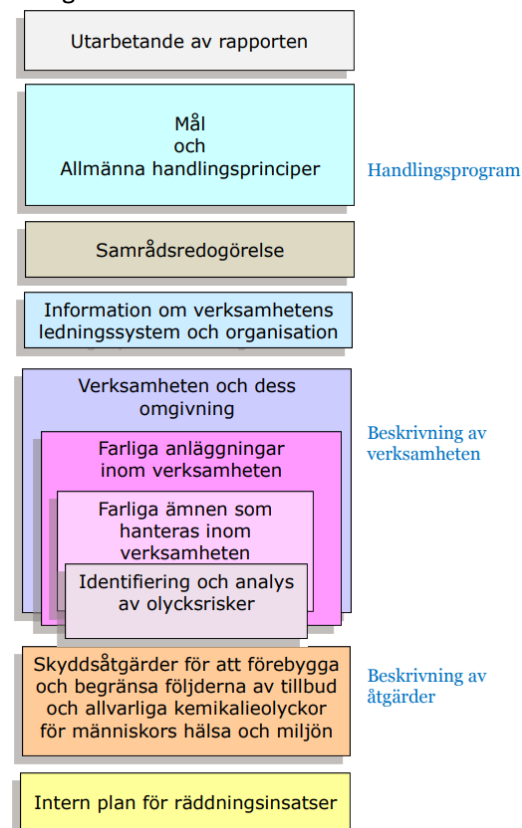 Utarbetande av rapporten
Mål
och
Allmänna handlingsprinciper
Handlingsprogram
Samrådsredogörelse
Information om verksamhetens
ledningssystem och organisation
Verksamheten och dess
omgivning
Beskrivning av
verksamheten
Farliga anläggningar
inom verksamheten
Farliga ämnen som
hanteras inom
verksamheten
Identifiering och analys
av olycksrisker
Skyddsåtgärder för att förebygga
och begränsa följderna av tillbud
och allvarliga kemikalieolyckor
för människors hälsa och miljön
Beskrivning av
åtgärder
Intern plan för räddningsinsatser